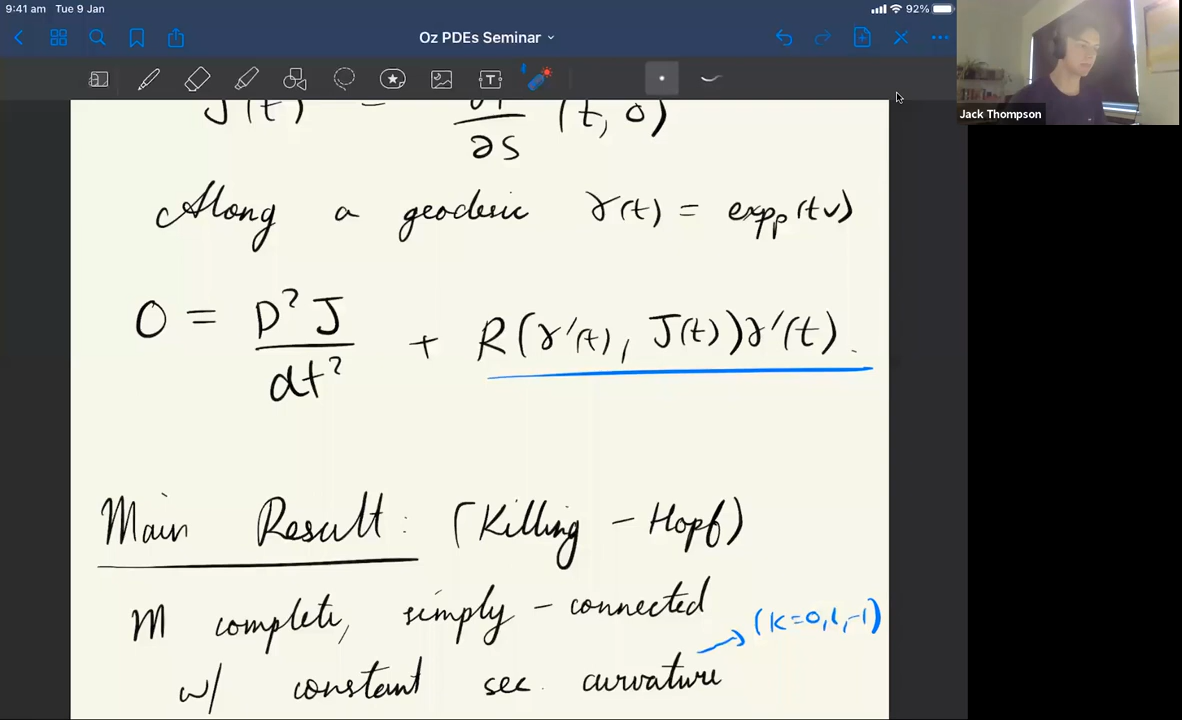 9:41 am Tue 9 Jan
92%
Oz PDEs Seminar
Jack Thompson
J(t) = ∂Γ/∂s (t, 0)
Along a geodesic γ(t) = exp_p(tv)
0 = D²J/dt² + R(γ'(t), J(t))γ'(t).
Main Result: (Killing - Hopf)
M complete, simply - connected
(K=0,1,-1)
w/ constant sec. curvature